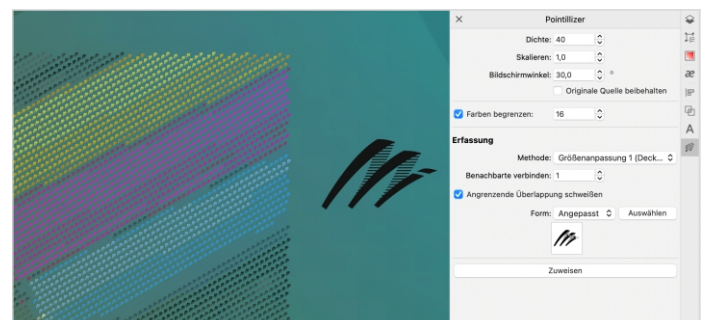 Pointillizer
Dichte: 40
Skalieren: 1,0
Bildschirmwinkel: 30,0 °
Originale Quelle beibehalten
Farben begrenzen: 16
Erfassung
Methode: Größenanpassung 1 (Deck...
Benachbarte verbinden: 1
Angrenzende Überlappung schweißen
Form: Angepasst Auswählen
Zuweisen